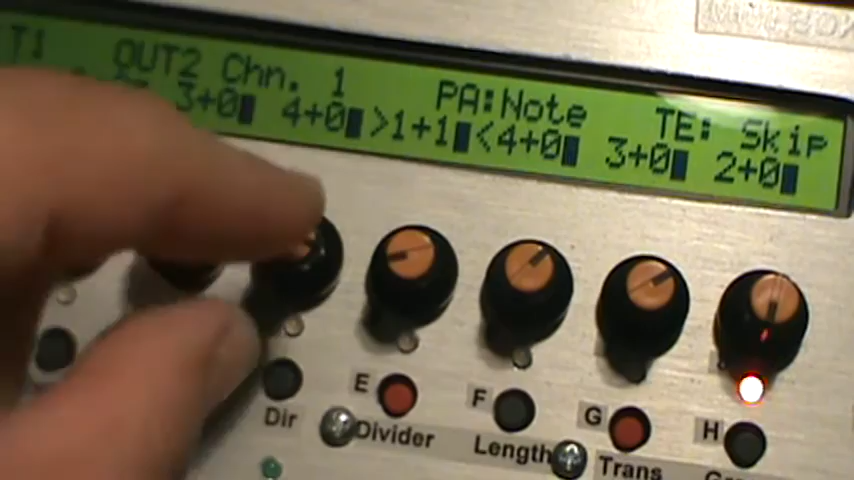 T1 OUT2 Chn. 1 PA:Note TE: Skip
3+0 4+0 >1+1 <4+0 3+0 2+0
E F G H
Dir Divider Length Trans